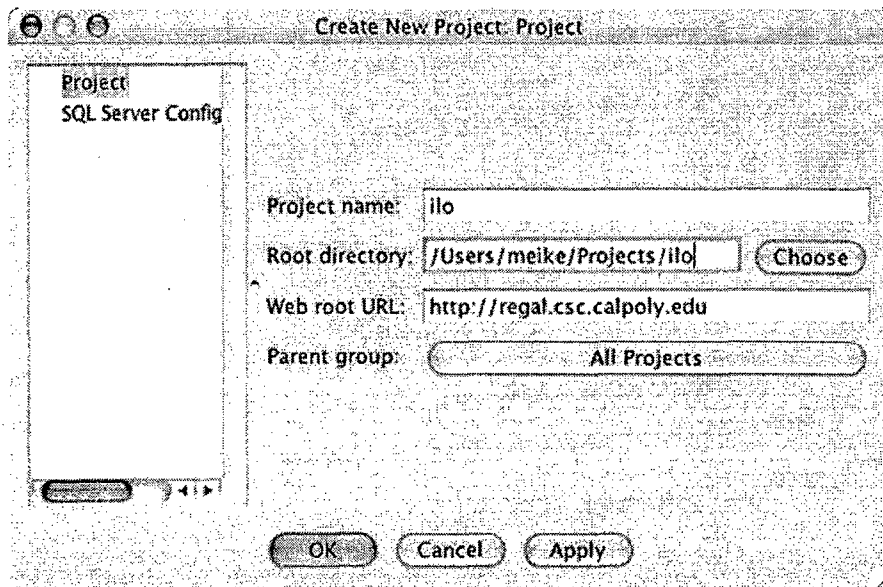 Create New Project: Project
Project
SQL Server Config
Project name: ilo
Root directory: /Users/meike/Projects/ilo Choose
Web root URL: http://regal.csc.calpoly.edu
Parent group: All Projects
OK Cancel Apply